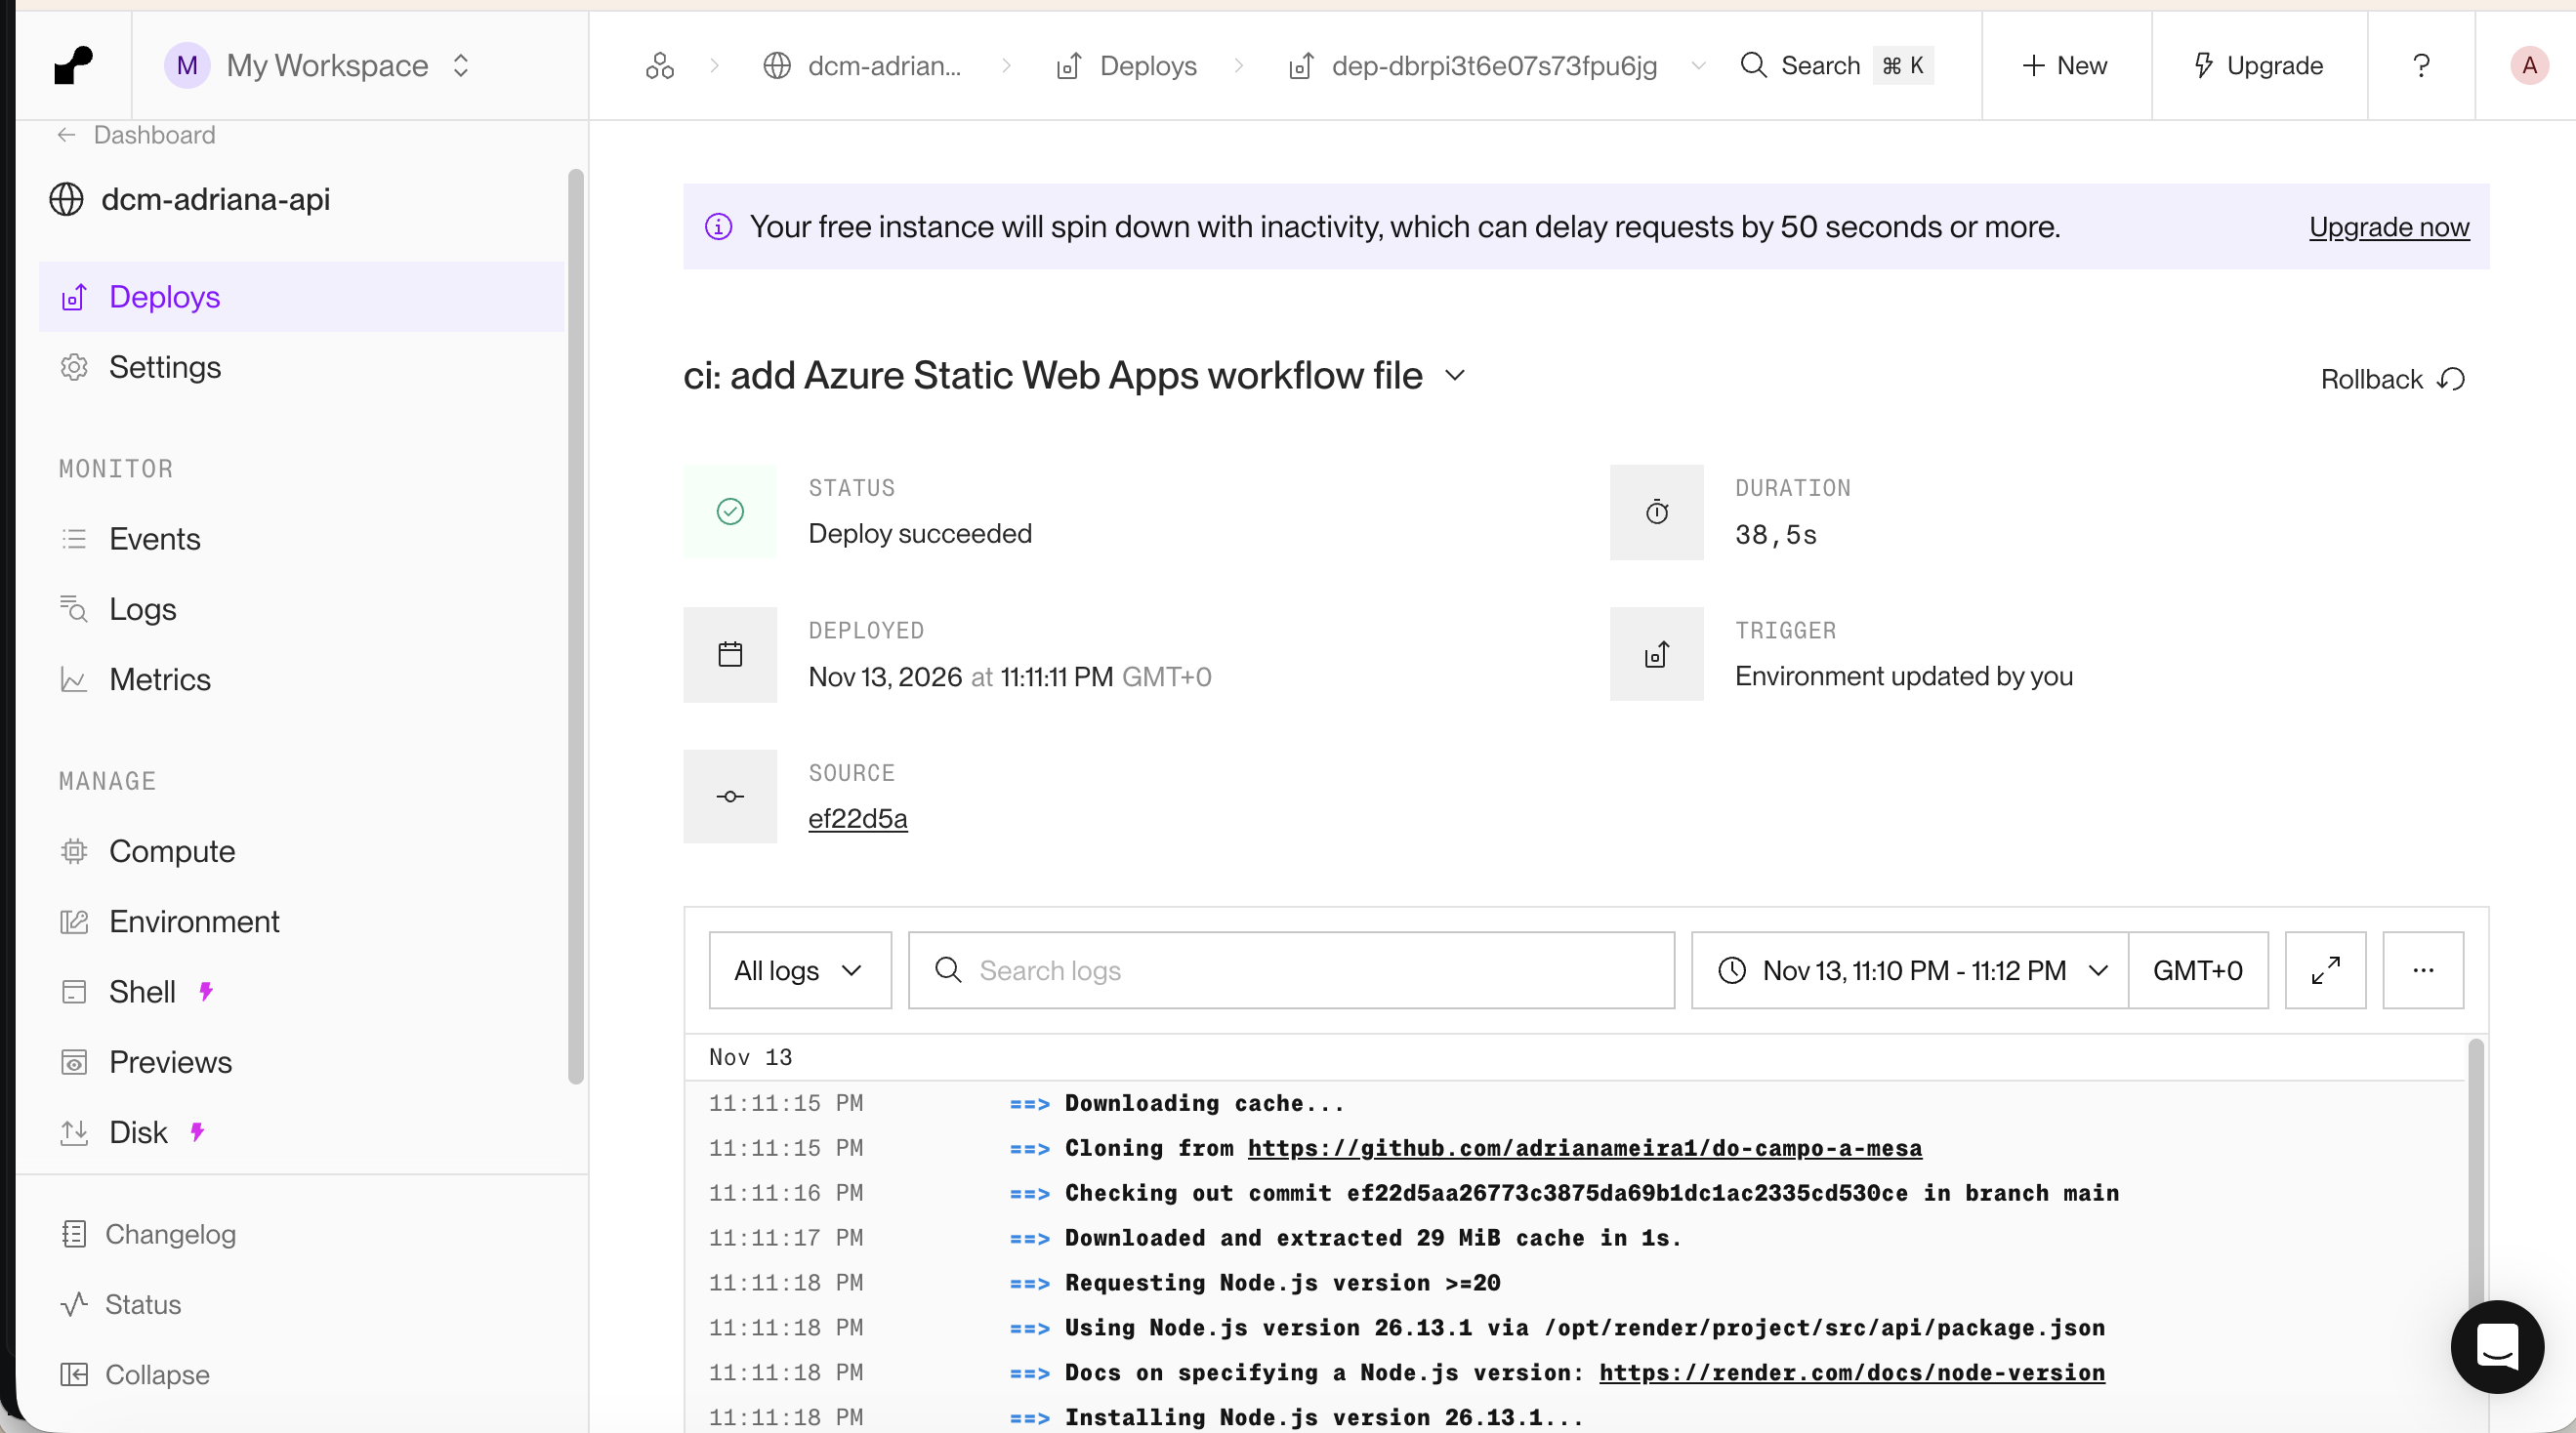 M My Workspace
dcm-adrian... Deploys dep-dbrpi3t6e07s73fpu6jg Search ⌘ K + New Upgrade ? A
← Dashboard
dcm-adriana-api
Deploys
Settings
MONITOR
Events
Logs
Metrics
MANAGE
Compute
Environment
Shell
Previews
Disk
Changelog
Status
Collapse
Your free instance will spin down with inactivity, which can delay requests by 50 seconds or more. Upgrade now
ci: add Azure Static Web Apps workflow file Rollback
STATUS
Deploy succeeded
DURATION
38,5s
DEPLOYED
Nov 13, 2026 at 11:11:11 PM GMT+0
TRIGGER
Environment updated by you
SOURCE
ef22d5a
All logs Search logs Nov 13, 11:10 PM - 11:12 PM GMT+0 ...
Nov 13
11:11:15 PM ==> Downloading cache...
11:11:15 PM ==> Cloning from https://github.com/adrianameira1/do-campo-a-mesa
11:11:16 PM ==> Checking out commit ef22d5aa26773c3875da69b1dc1ac2335cd530ce in branch main
11:11:17 PM ==> Downloaded and extracted 29 MiB cache in 1s.
11:11:18 PM ==> Requesting Node.js version >=20
11:11:18 PM ==> Using Node.js version 26.13.1 via /opt/render/project/src/api/package.json
11:11:18 PM ==> Docs on specifying a Node.js version: https://render.com/docs/node-version
11:11:18 PM ==> Installing Node.js version 26.13.1...